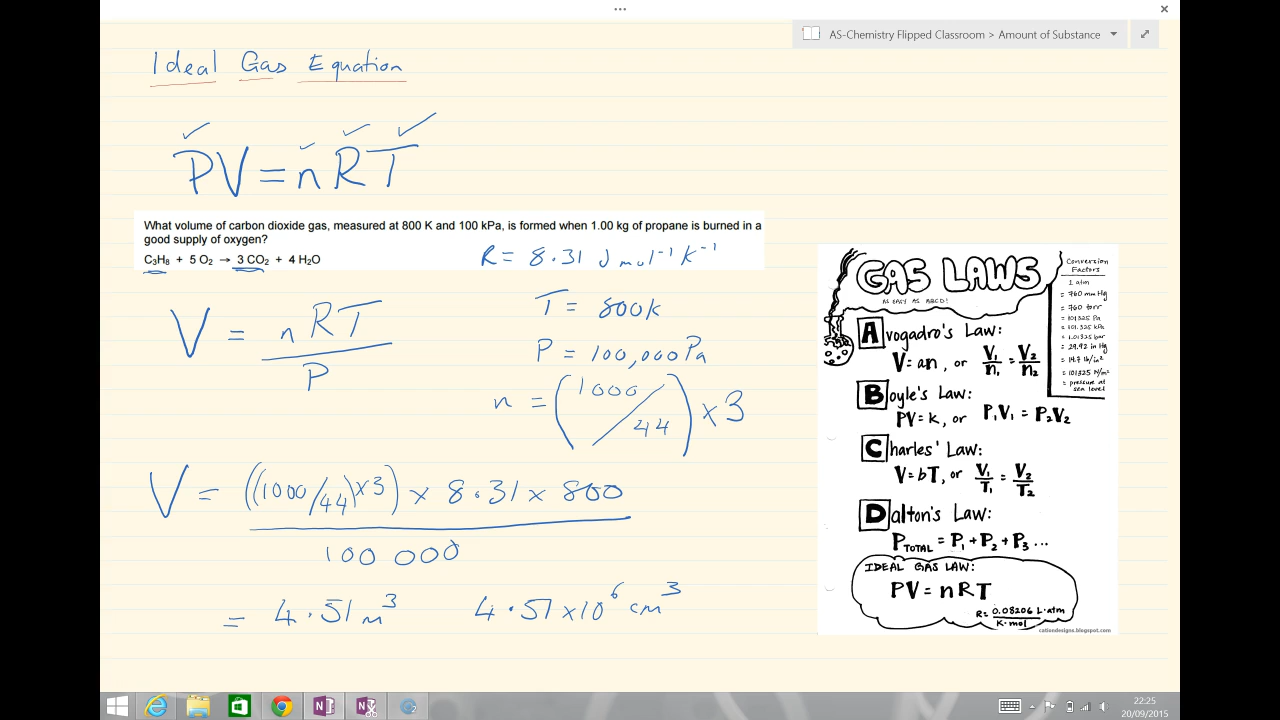 AS-Chemistry Flipped Classroom > Amount of Substance
Ideal Gas Equation
PV = nRT
What volume of carbon dioxide gas, measured at 800 K and 100 kPa, is formed when 1.00 kg of propane is burned in a
good supply of oxygen?
C₃H₈ + 5 O₂ → 3 CO₂ + 4 H₂O
R = 8.31 J mol⁻¹ K⁻¹
V = nRT / P
T = 800k
P = 100,000Pa
n = (1000/44) × 3
V = ((1000/44) × 3) × 8.31 × 800
100 000
= 4.51 m³ 4.51 × 10⁶ cm³
GAS LAWS
AS EASY AS ABCD!
Conversion
Factors
1 atm
= 760 mm Hg
= 760 torr
= 101325 Pa
= 101.325 kPa
= 1.01325 bar
= 29.92 in Hg
= 14.7 lb/in²
= 101325 N/m²
= pressure at
sea level
Avogadro's Law:
V = an, or V₁/n₁ = V₂/n₂
Boyle's Law:
PV = k, or P₁V₁ = P₂V₂
Charles' Law:
V = bT, or V₁/T₁ = V₂/T₂
Dalton's Law:
P TOTAL = P₁ + P₂ + P₃ ...
IDEAL GAS LAW:
PV = nRT
R = 0.08206 L·atm / K·mol
cationdesigns.blogspot.com
22:25
20/09/2015